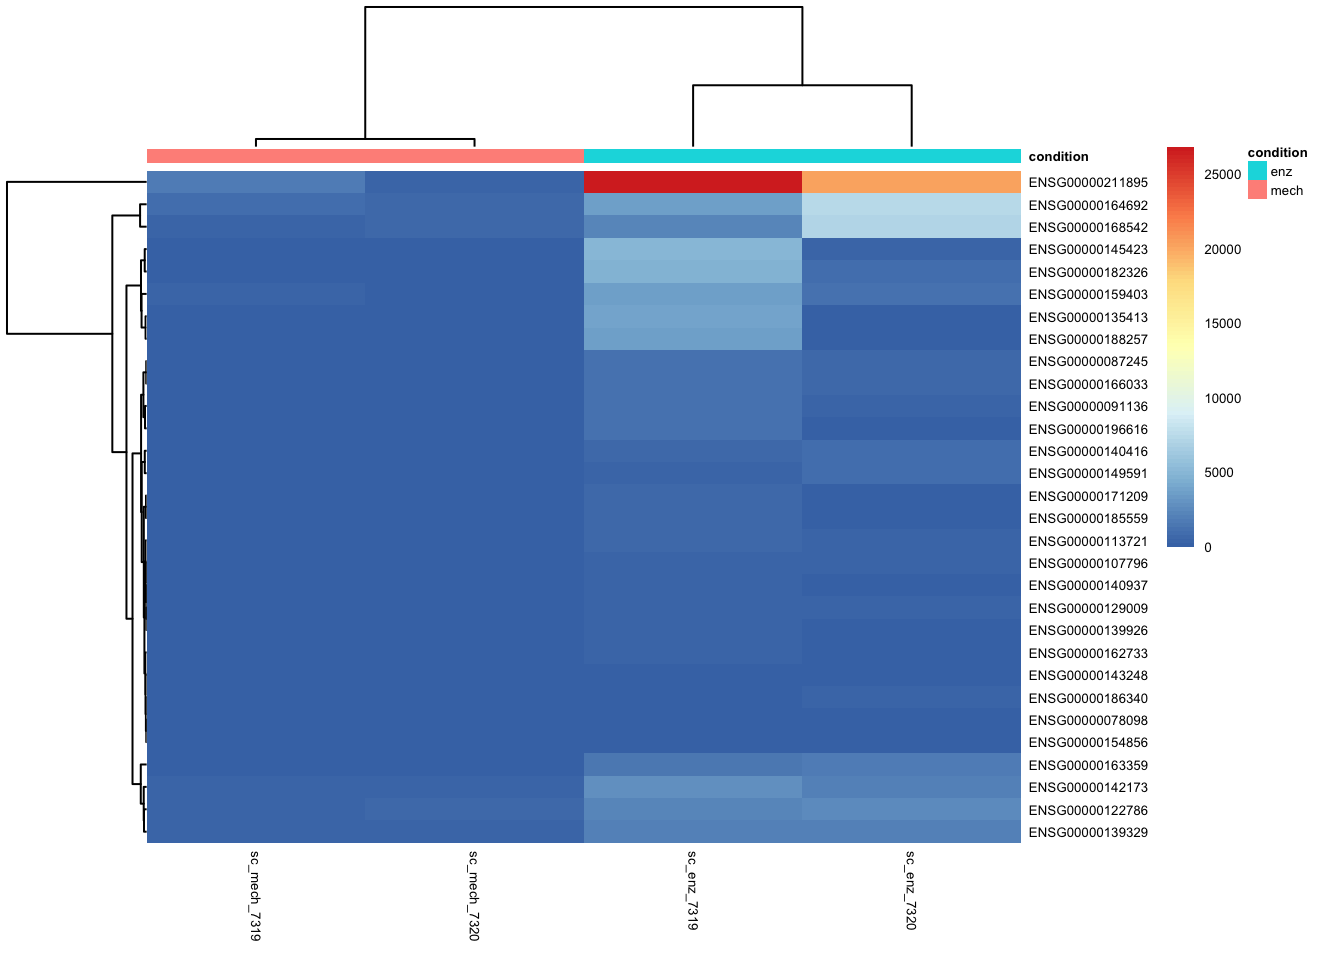 condition
ENSG00000211895
ENSG00000164692
ENSG00000168542
ENSG00000145423
ENSG00000182326
ENSG00000159403
ENSG00000135413
ENSG00000188257
ENSG00000087245
ENSG00000166033
ENSG00000091136
ENSG00000196616
ENSG00000140416
ENSG00000149591
ENSG00000171209
ENSG00000185559
ENSG00000113721
ENSG00000107796
ENSG00000140937
ENSG00000129009
ENSG00000139926
ENSG00000162733
ENSG00000143248
ENSG00000186340
ENSG00000078098
ENSG00000154856
ENSG00000163359
ENSG00000142173
ENSG00000122786
ENSG00000139329
sc_mech_7319
sc_mech_7320
sc_enz_7319
sc_enz_7320
25000
20000
15000
10000
5000
0
condition
enz
mech